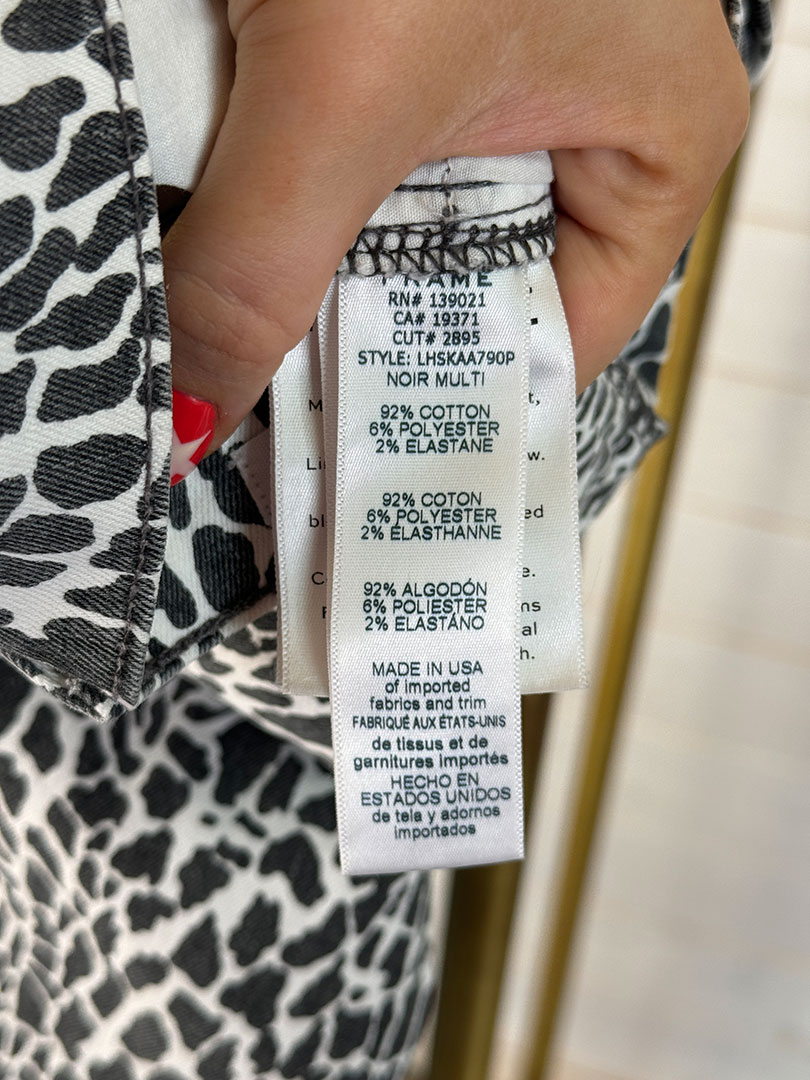 FRAME
RN# 139021
CA# 19371
CUT# 2895
STYLE: LHSKAA790P
NOIR MULTI
92% COTTON
6% POLYESTER
2% ELASTANE
92% COTON
6% POLYESTER
2% ÉLASTHANNE
92% ALGODÓN
6% POLIESTER
2% ELASTÁNO
MADE IN USA
of imported
fabrics and trim
FABRIQUÉ AUX ÉTATS-UNIS
de tissus et de
garnitures importés
HECHO EN
ESTADOS UNIDOS
de tela y adornos
importados